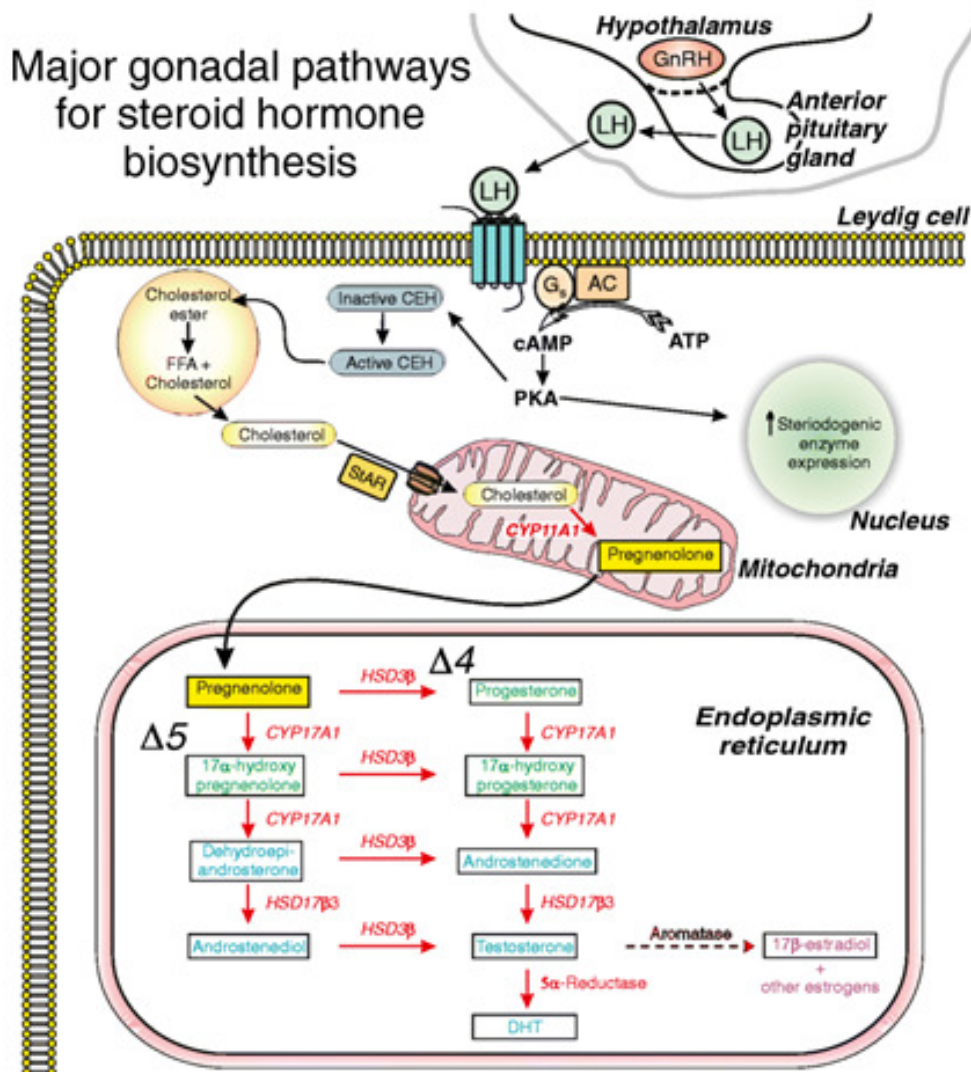 Major gonadal pathways
for steroid hormone
biosynthesis
Hypothalamus
GnRH
Anterior
pituitary
gland
LH
LH
LH
Leydig cell
Cholesterol
ester
FFA +
Cholesterol
Inactive CEH
Active CEH
Gs
AC
cAMP
ATP
PKA
Steriodogenic
enzyme
expression
Nucleus
Cholesterol
StAR
Cholesterol
CYP11A1
Pregnenolone
Mitochondria
Δ4
Pregnenolone
HSD3β
Progesterone
Endoplasmic
reticulum
Δ5
CYP17A1
CYP17A1
17α-hydroxy
pregnenolone
HSD3β
17α-hydroxy
progesterone
CYP17A1
CYP17A1
Dehydroepi-
androsterone
HSD3β
Androstenedione
HSD17β3
HSD17β3
Androstenediol
HSD3β
Testosterone
Aromatase
17β-estradiol
+
other estrogens
5α-Reductase
DHT